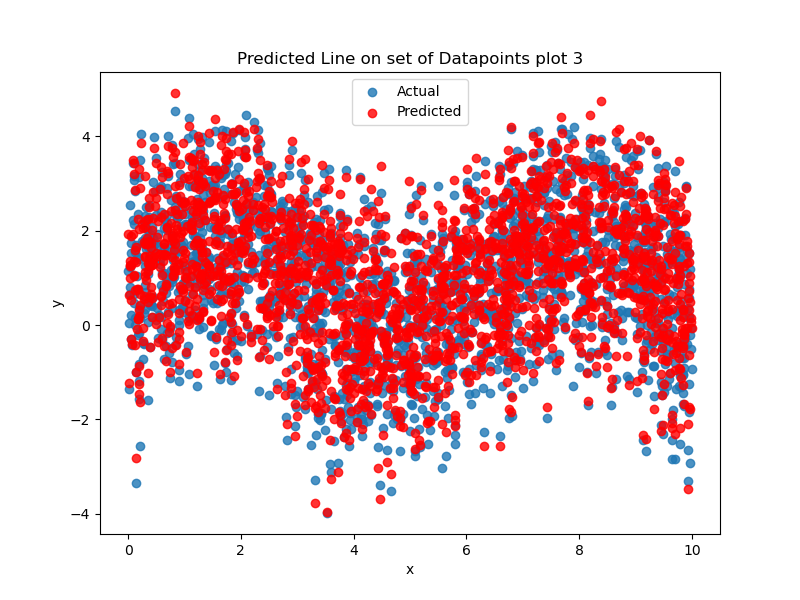 Predicted Line on set of Datapoints plot 3
Actual
Predicted
4
2
0
−2
−4
y
0 2 4 6 8 10
x